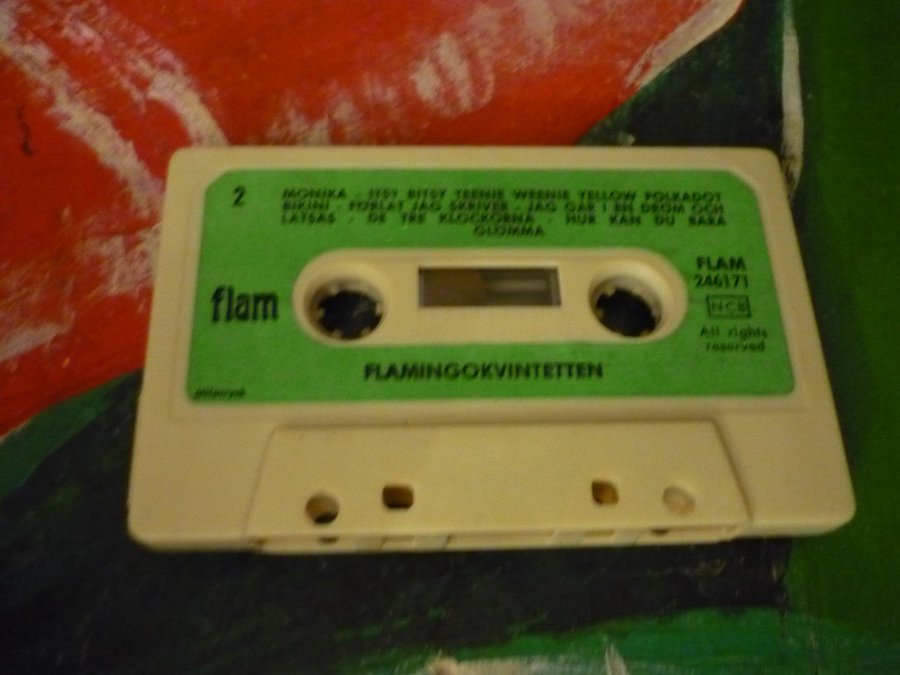 2
MONIKA - ITSY BITSY TEENIE WEENIE YELLOW POLKADOT
BIKINI - FÖRLÅT JAG SKRIVER - JAG GÅR I EN DRÖM OCH
LÅTSAS - DE TRE KLOCKORNA - HUR KAN DU BARA
GLÖMMA
flam
FLAM
246171
NCB
All rights
reserved
FLAMINGOKVINTETTEN